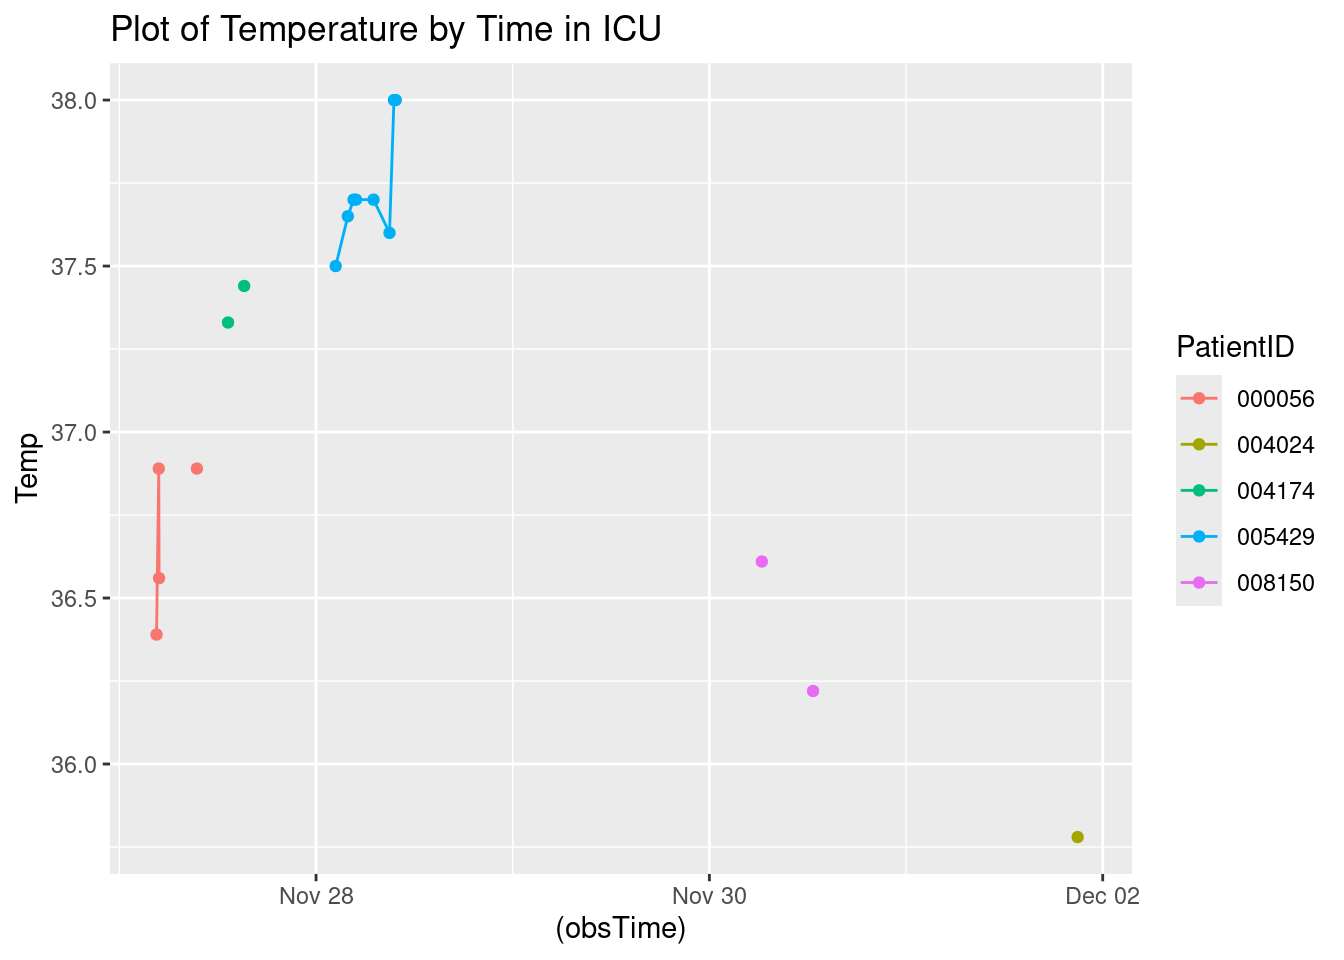 Plot of Temperature by Time in ICU
38.0
37.5
37.0
36.5
36.0
Temp
Nov 28
Nov 30
Dec 02
(obsTime)
PatientID
000056
004024
004174
005429
008150